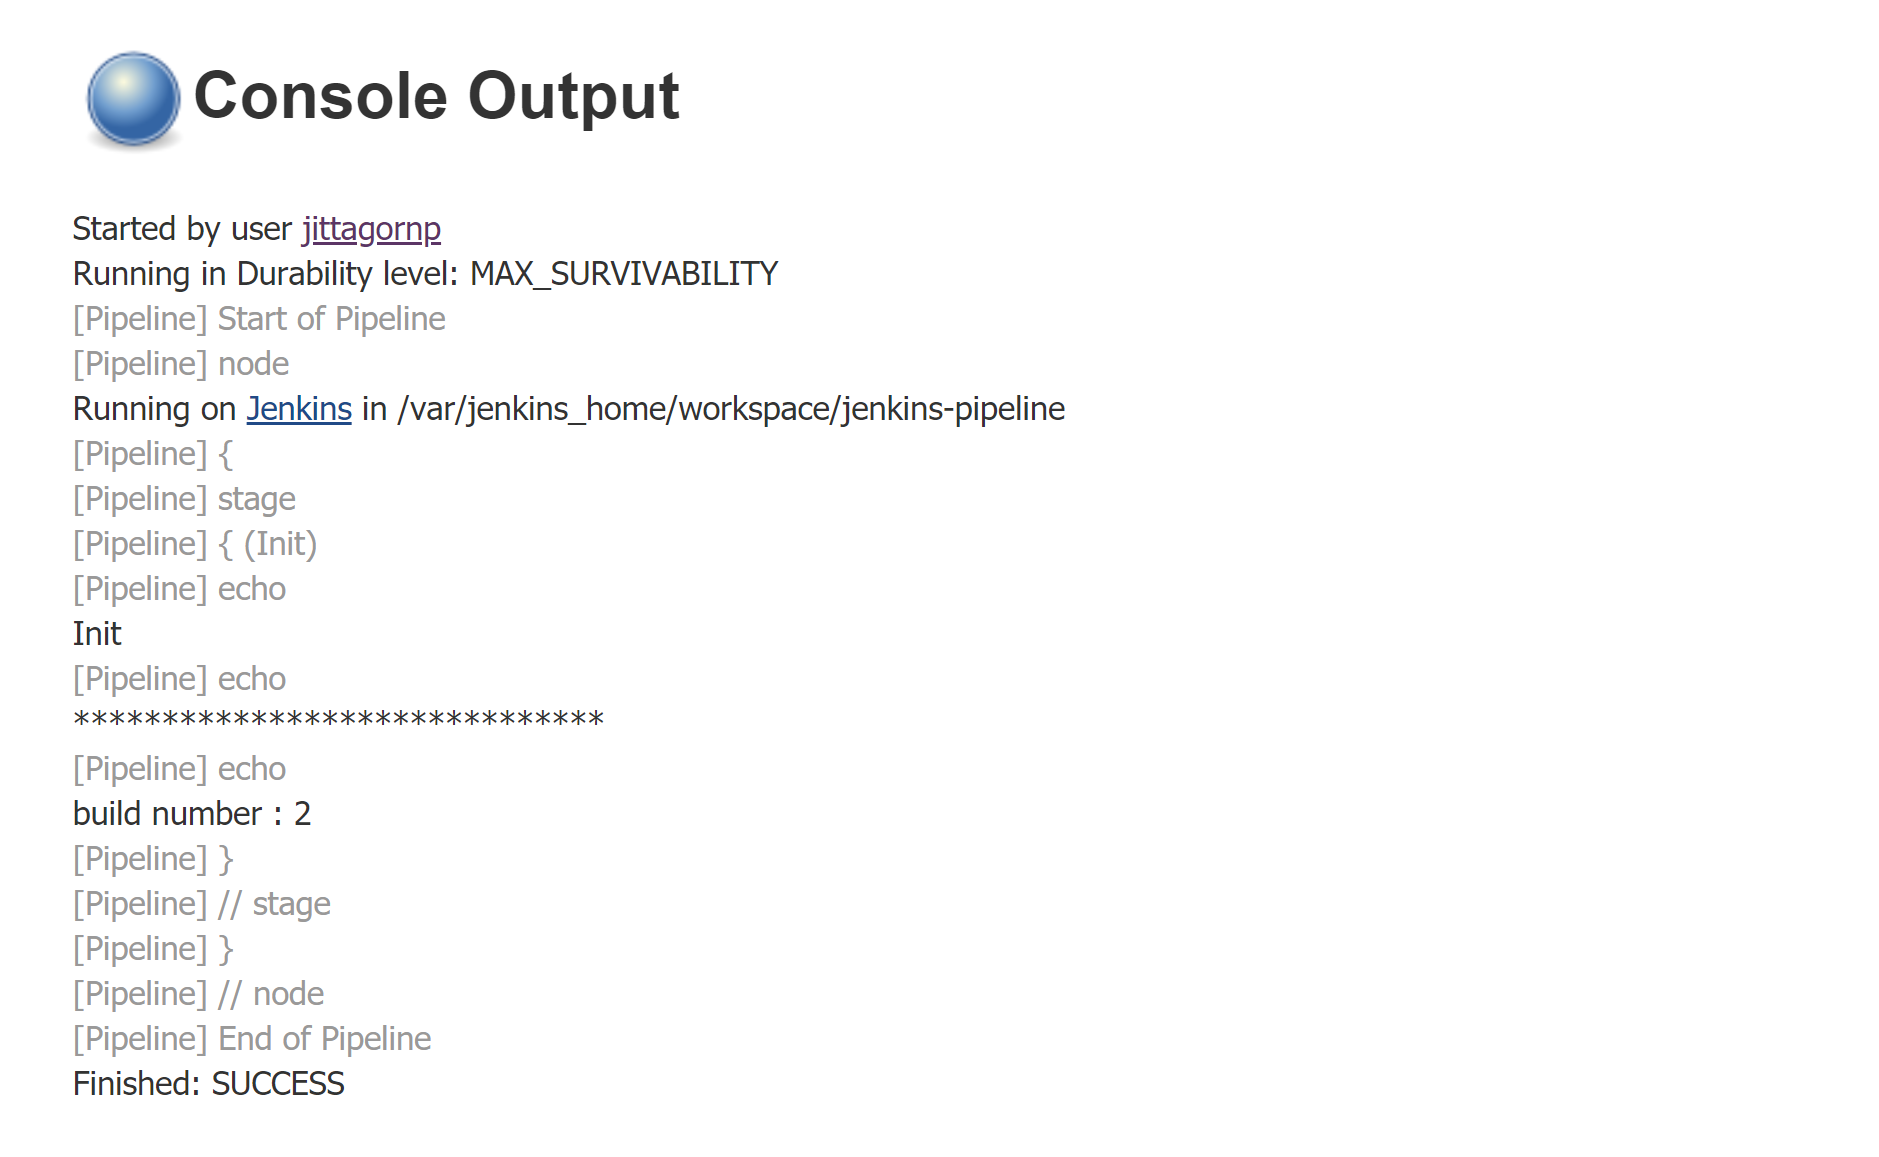 Console Output
Started by user jittagornp
Running in Durability level: MAX_SURVIVABILITY
[Pipeline] Start of Pipeline
[Pipeline] node
Running on Jenkins in /var/jenkins_home/workspace/jenkins-pipeline
[Pipeline] {
[Pipeline] stage
[Pipeline] { (Init)
[Pipeline] echo
Init
[Pipeline] echo
******************************
[Pipeline] echo
build number : 2
[Pipeline] }
[Pipeline] // stage
[Pipeline] }
[Pipeline] // node
[Pipeline] End of Pipeline
Finished: SUCCESS